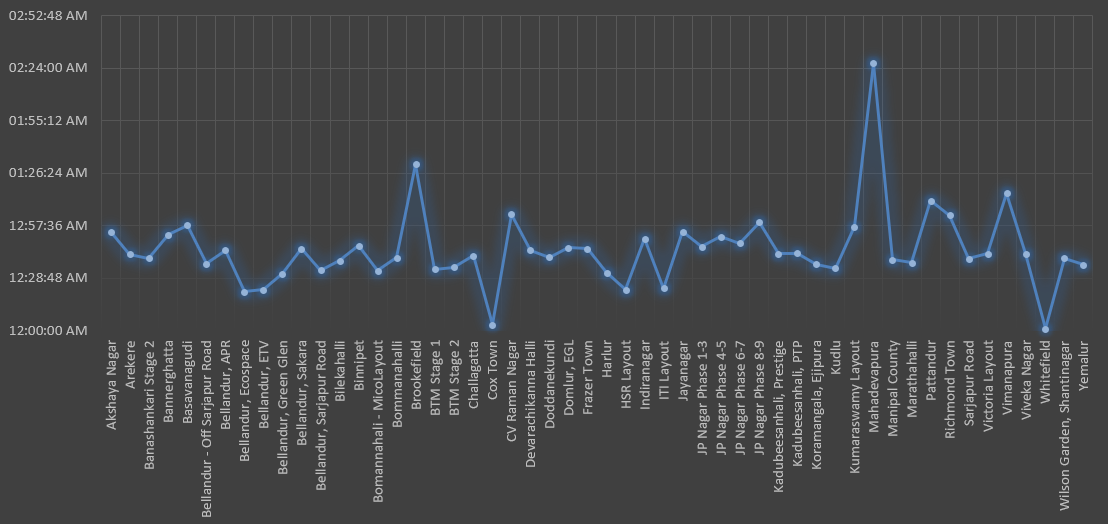 02:52:48 AM
02:24:00 AM
01:55:12 AM
01:26:24 AM
12:57:36 AM
12:28:48 AM
12:00:00 AM
Akshaya Nagar
Arekere
Banashankari Stage 2
Bannerghatta
Basavanagudi
Bellandur - Off Sarjapur Road
Bellandur, APR
Bellandur, Ecospace
Bellandur, ETV
Bellandur, Green Glen
Bellandur, Sakara
Bellandur, Sarjapur Road
Bilekahalli
Binnipet
Bomannahali - Micolayout
Bommanahalli
Brookefield
BTM Stage 1
BTM Stage 2
Challagatta
Cox Town
CV Raman Nagar
Devarachikanna Halli
Doddanekundi
Domlur, EGL
Frazer Town
Harlur
HSR Layout
Indiranagar
ITI Layout
Jayanagar
JP Nagar Phase 1-3
JP Nagar Phase 4-5
JP Nagar Phase 6-7
JP Nagar Phase 8-9
Kadubeesanhali, Prestige
Kadubeesanhali, PTP
Koramangala, Ejipura
Kudlu
Kumaraswamy Layout
Mahadevapura
Manipal County
Marathahalli
Pattandur
Richmond Town
Sarjapur Road
Victoria Layout
Vimanapura
Viveka Nagar
Whitefield
Wilson Garden, Shantinagar
Yemalur